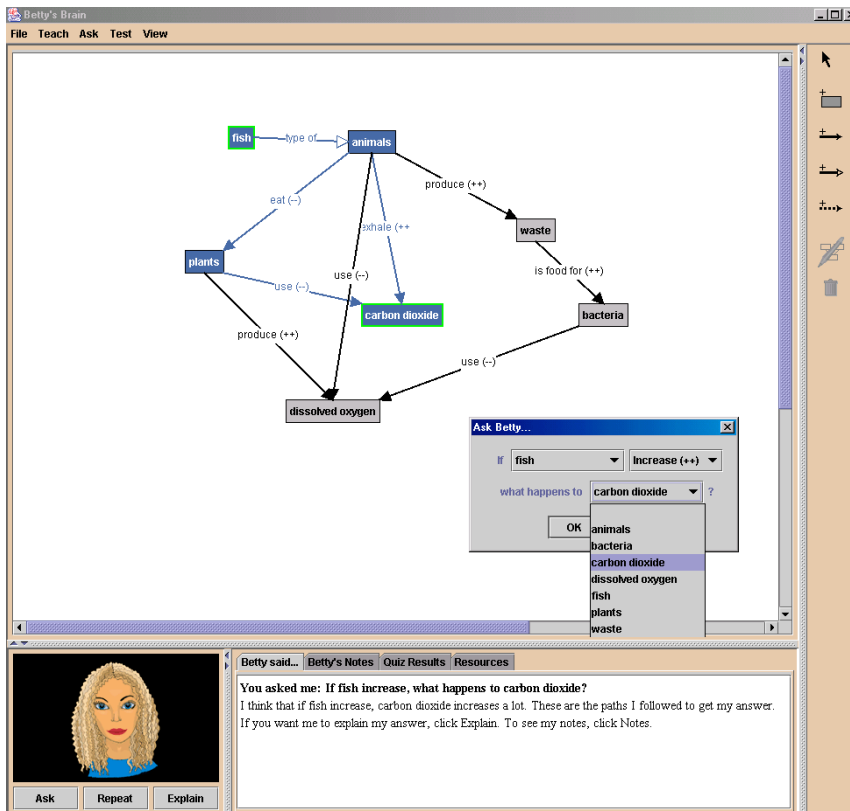 Betty's Brain
File Teach Ask Test View
fish
type of
animals
produce (++)
eat (--)
exhale (++
waste
plants
use (--)
is food for (++)
use (--)
carbon dioxide
bacteria
produce (++)
use (--)
dissolved oxygen
Ask Betty...
If fish Increase (++)
what happens to carbon dioxide ?
OK
animals
bacteria
carbon dioxide
dissolved oxygen
fish
plants
waste
Betty said... Betty's Notes Quiz Results Resources
You asked me: If fish increase, what happens to carbon dioxide?
I think that if fish increase, carbon dioxide increases a lot. These are the paths I followed to get my answer.
If you want me to explain my answer, click Explain. To see my notes, click Notes.
Ask Repeat Explain